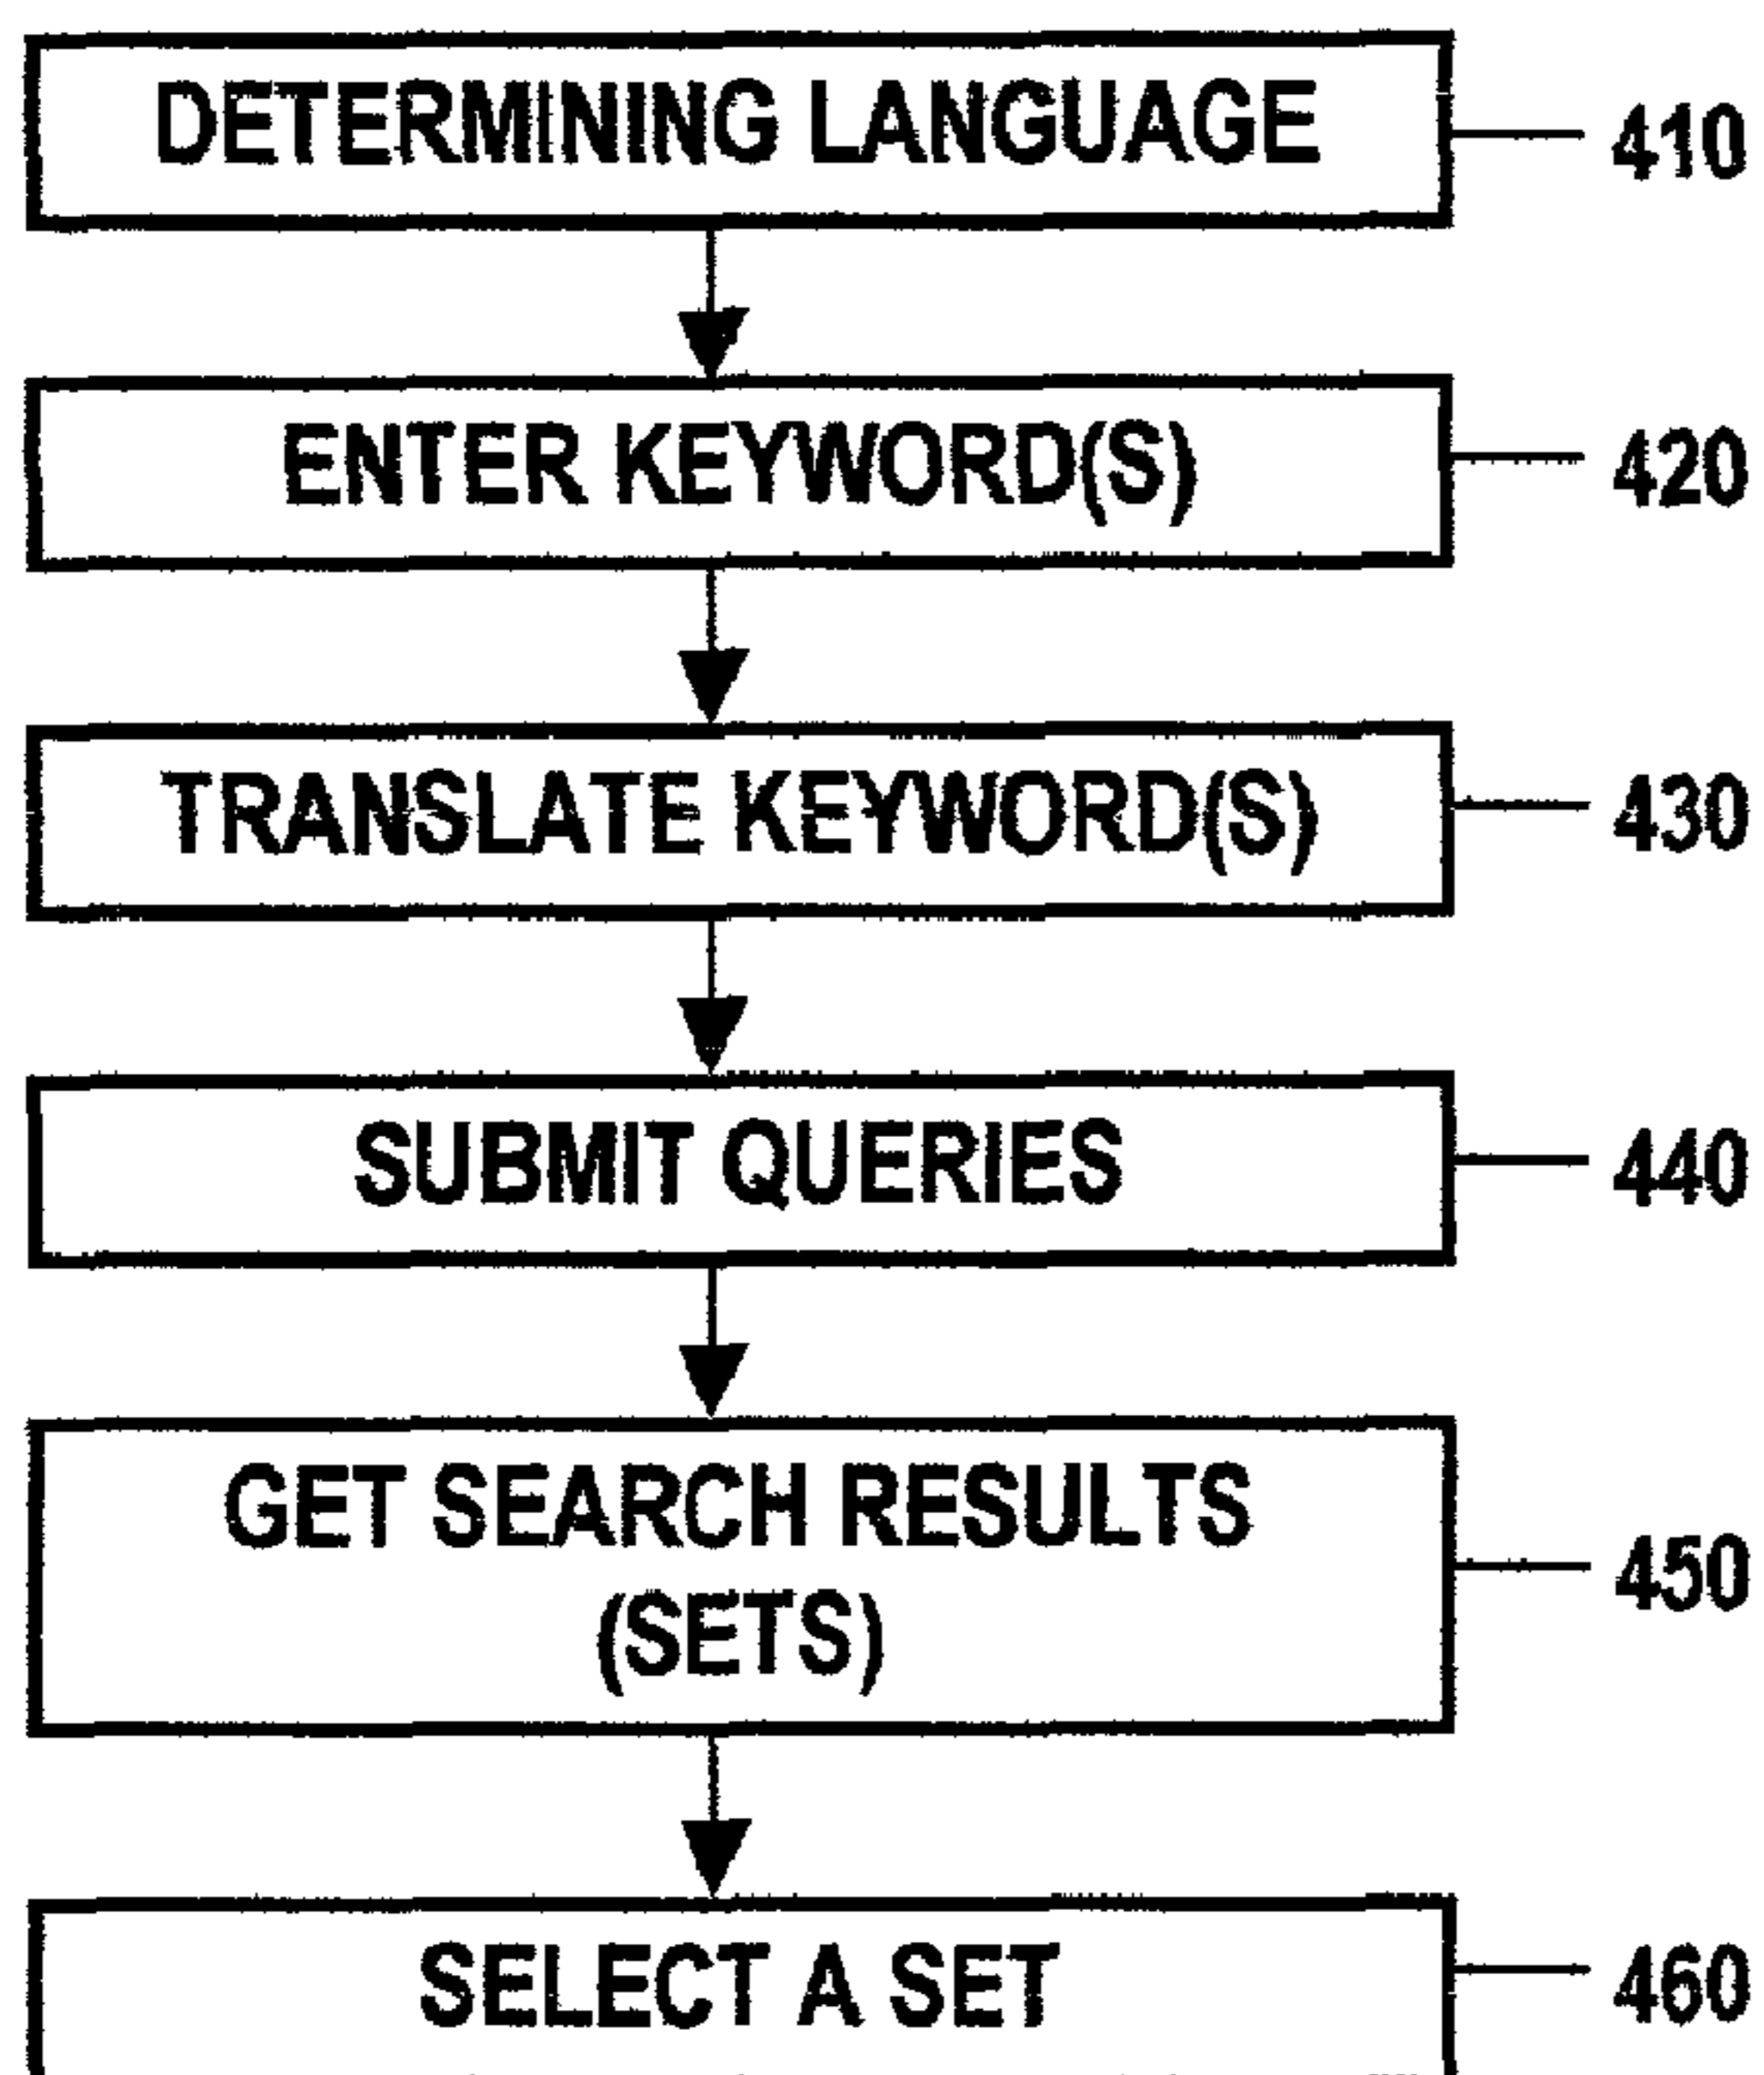 DETERMINING LANGUAGE 410
ENTER KEYWORD(S) 420
TRANSLATE KEYWORD(S) 430
SUBMIT QUERIES 440
GET SEARCH RESULTS
(SETS)
450
SELECT A SET 460